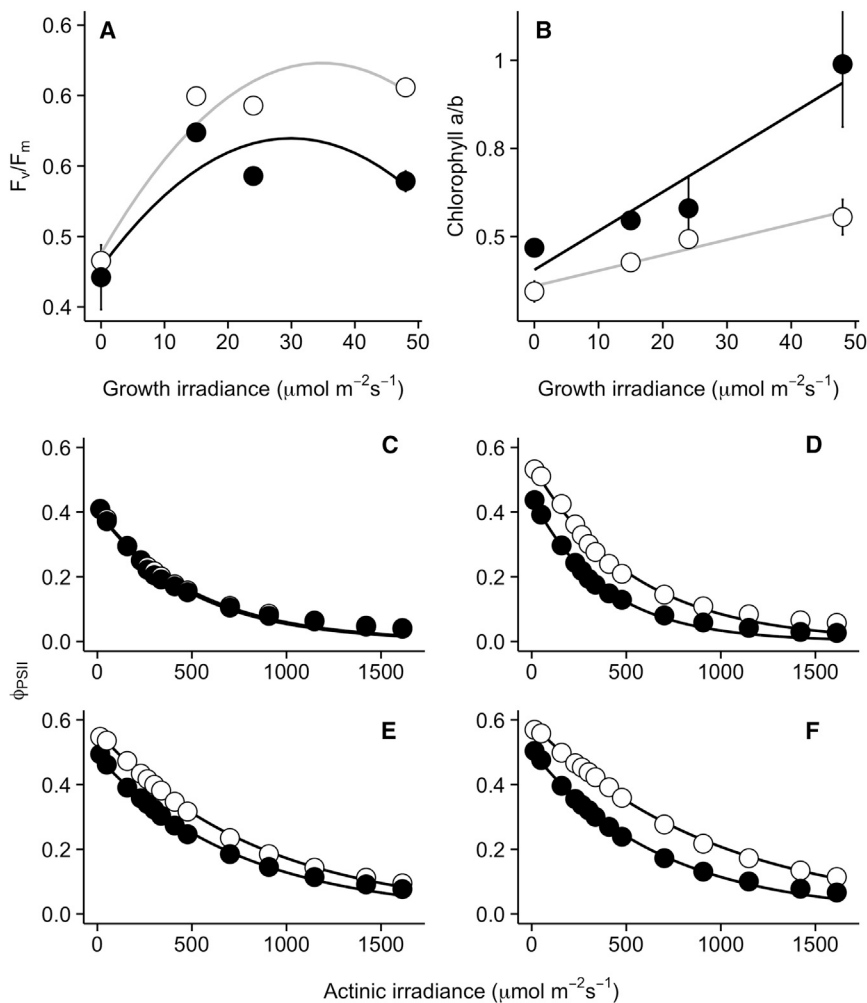 A
0.6
0.6
0.6
0.5
0.4
Fv/Fm
0 10 20 30 40 50
Growth irradiance (μmol m−2s−1)
B
1
0.8
0.5
Chlorophyll a/b
0 10 20 30 40 50
Growth irradiance (μmol m−2s−1)
C
0.6
0.4
0.2
0.0
0 500 1000 1500
D
0.6
0.4
0.2
0.0
0 500 1000 1500
ϕPSII
E
0.6
0.4
0.2
0.0
0 500 1000 1500
F
0.6
0.4
0.2
0.0
0 500 1000 1500
Actinic irradiance (μmol m−2s−1)